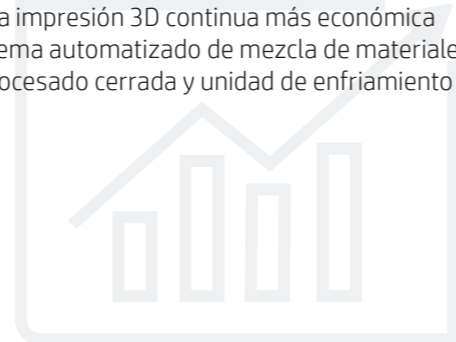 a impresión 3D continua más económica
ema automatizado de mezcla de materiale
ocesado cerrada y unidad de enfriamiento